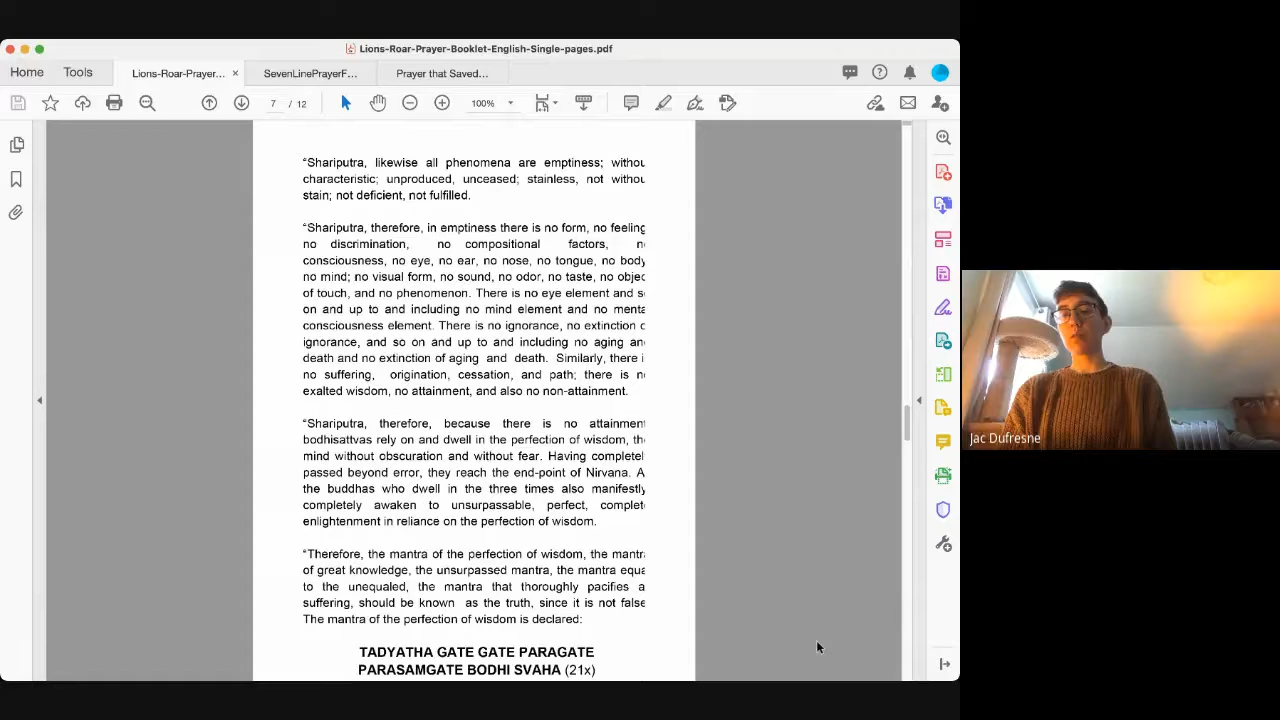 Lions-Roar-Prayer-Booklet-English-Single-pages.pdf
Home Tools Lions-Roar-Prayer... × SevenLinePrayerF... Prayer that Saved...
7 / 12 100%
“Shariputra, likewise all phenomena are emptiness; withou
characteristic; unproduced, unceased; stainless, not withou
stain; not deficient, not fulfilled.
“Shariputra, therefore, in emptiness there is no form, no feeling
no discrimination, no compositional factors, n
consciousness, no eye, no ear, no nose, no tongue, no body
no mind; no visual form, no sound, no odor, no taste, no objec
of touch, and no phenomenon. There is no eye element and s
on and up to and including no mind element and no menta
consciousness element. There is no ignorance, no extinction o
ignorance, and so on and up to and including no aging an
death and no extinction of aging and death. Similarly, there i
no suffering, origination, cessation, and path; there is n
exalted wisdom, no attainment, and also no non-attainment.
“Shariputra, therefore, because there is no attainment
bodhisatvas rely on and dwell in the perfection of wisdom, th
mind without obscuration and without fear. Having completel
passed beyond error, they reach the end-point of Nirvana. A
the buddhas who dwell in the three times also manifestly
completely awaken to unsurpassable, perfect, complet
enlightenment in reliance on the perfection of wisdom.
“Therefore, the mantra of the perfection of wisdom, the mantr
of great knowledge, the unsurpassed mantra, the mantra equa
to the unequaled, the mantra that thoroughly pacifies a
suffering, should be known as the truth, since it is not false
The mantra of the perfection of wisdom is declared:
TADYATHA GATE GATE PARAGATE
PARASAMGATE BODHI SVAHA (21x)
Jac Dufresne